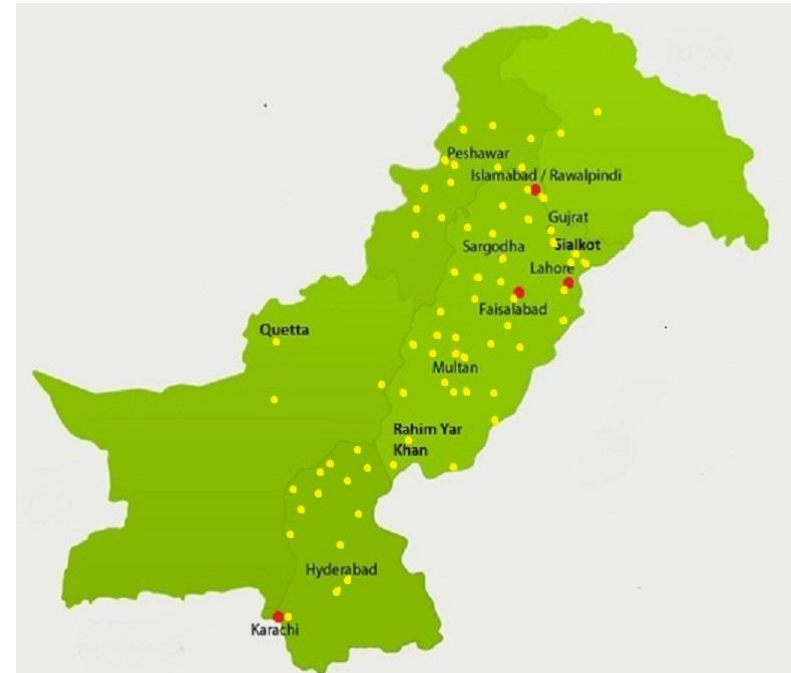 Peshawar
Islamabad / Rawalpindi
Gujrat
Sargodha
Sialkot
Lahore
Faisalabad
Quetta
Multan
Rahim Yar
Khan
Hyderabad
Karachi